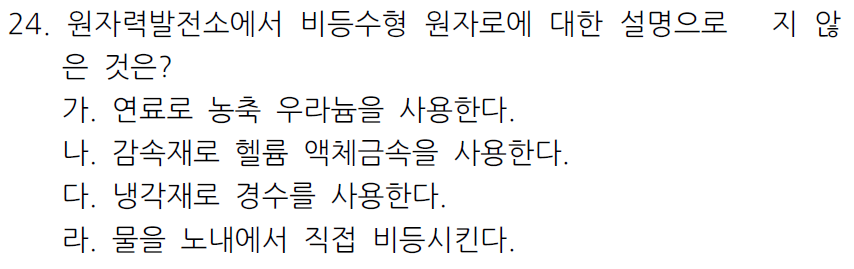 24. 원자력발전소에서 비등수형 원자로에 대한 설명으로 지 않
은 것은?
가. 연료로 농축 우라늄을 사용한다.
나. 감속재로 헬륨 액체금속을 사용한다.
다. 냉각재로 경수를 사용한다.
라. 물을 노내에서 직접 비등시킨다.